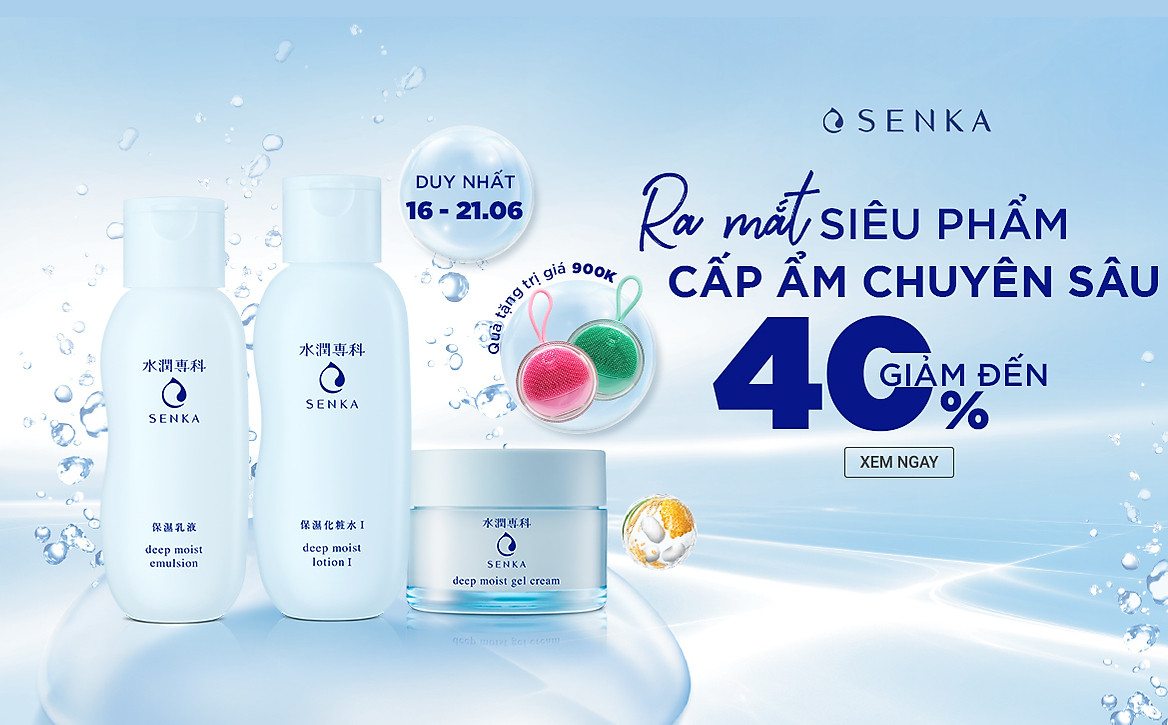 SENKA
Ra mắt SIÊU PHẨM
CẤP ẨM CHUYÊN SÂU
GIẢM ĐẾN
40%
XEM NGAY
DUY NHẤT
16 - 21.06
Quà tặng trị giá 900K
水潤専科
SENKA
保濕乳液
deep moist
emulsion
水潤専科
SENKA
保濕化粧水 I
deep moist
lotion I
水潤専科
SENKA
deep moist gel cream